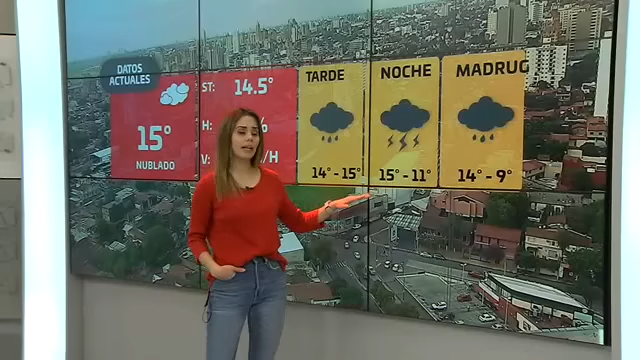 DATOS
ACTUALES
15°
NUBLADO
ST: 14.5°
H: %
V: /H
TARDE
14° - 15°
NOCHE
15° - 11°
MADRUG
14° - 9°